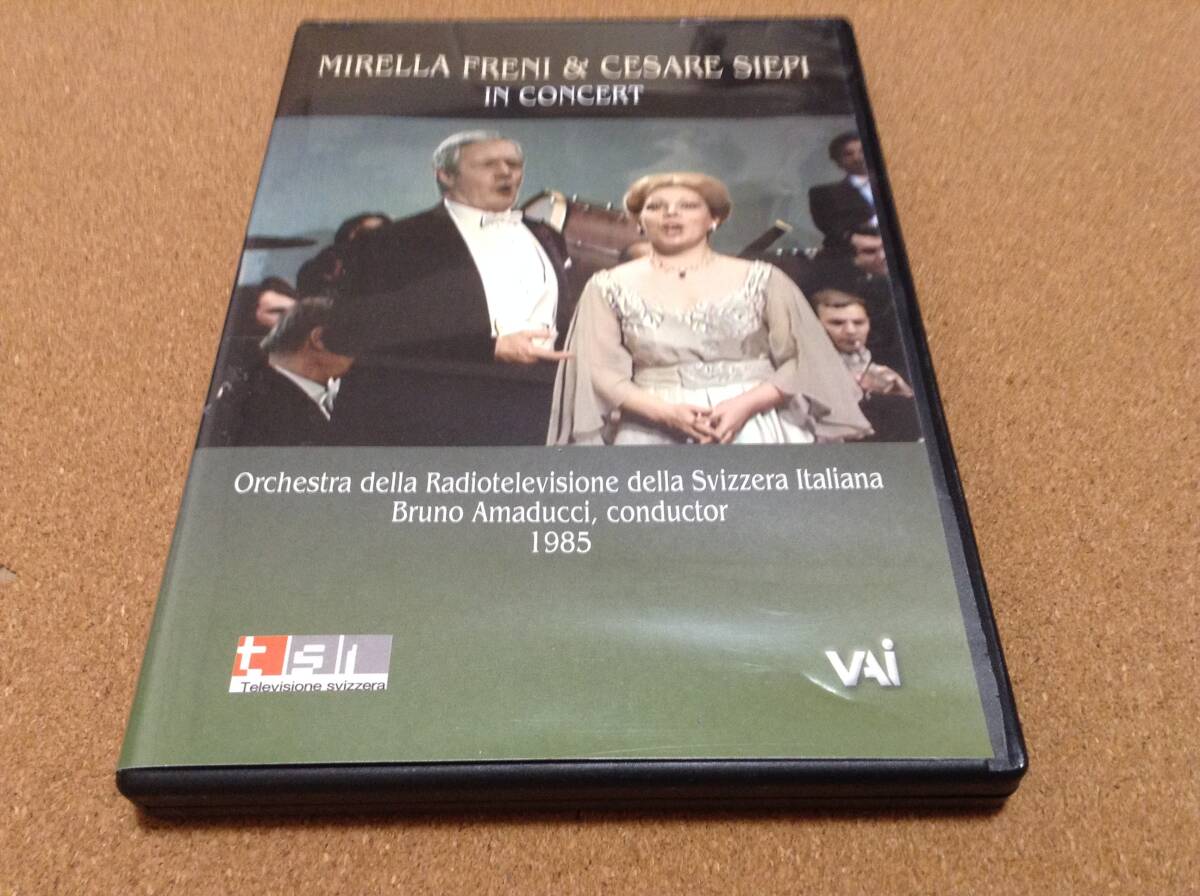 MIRELLA FRENI & CESARE SIEPI
IN CONCERT
Orchestra della Radiotelevisione della Svizzera Italiana
Bruno Amaducci, conductor
1985
tsi
Televisione svizzera
VAi